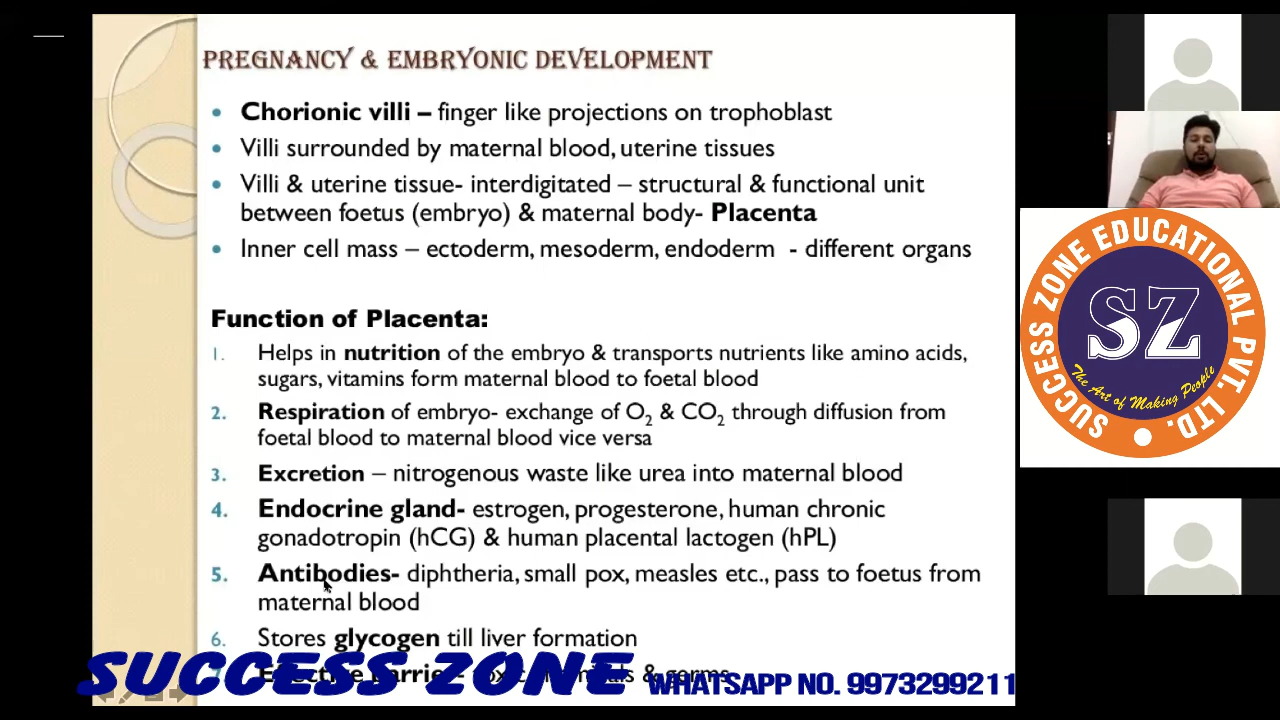 PREGNANCY & EMBRYONIC DEVELOPMENT
• Chorionic villi – finger like projections on trophoblast
• Villi surrounded by maternal blood, uterine tissues
• Villi & uterine tissue- interdigitated – structural & functional unit
between foetus (embryo) & maternal body- Placenta
• Inner cell mass – ectoderm, mesoderm, endoderm - different organs
Function of Placenta:
1. Helps in nutrition of the embryo & transports nutrients like amino acids,
sugars, vitamins form maternal blood to foetal blood
2. Respiration of embryo- exchange of O2 & CO2 through diffusion from
foetal blood to maternal blood vice versa
3. Excretion – nitrogenous waste like urea into maternal blood
4. Endocrine gland- estrogen, progesterone, human chronic
gonadotropin (hCG) & human placental lactogen (hPL)
5. Antibodies- diphtheria, small pox, measles etc., pass to foetus from
maternal blood
6. Stores glycogen till liver formation
& germs
SUCCESS ZONE WHATSAPP NO. 9973299211
SUCCESS ZONE EDUCATIONAL PVT. LTD.
SZ
The Art of Making People